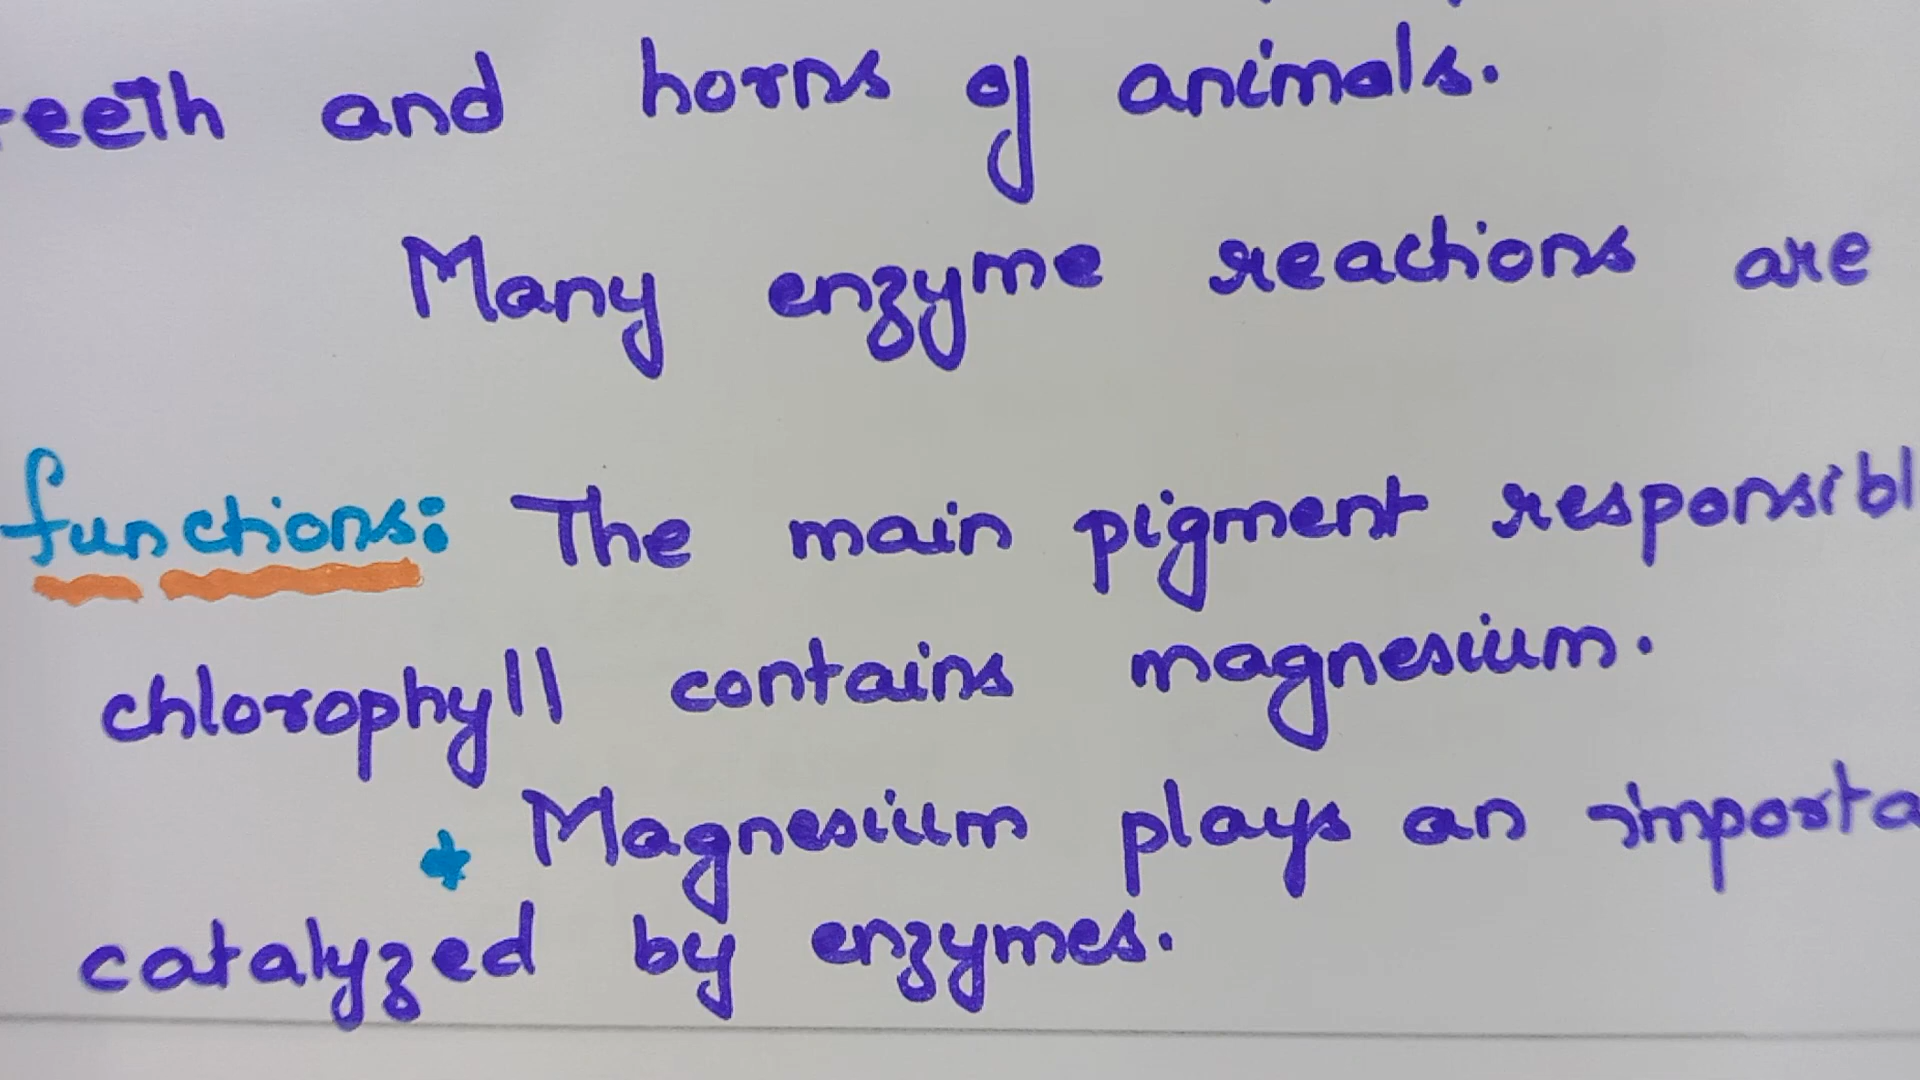 teeth and horns of animals.
Many enzyme reactions are
functions: The main pigment responsibl
chlorophyll contains magnesium.
+ Magnesium plays an importa
catalyzed by enzymes.